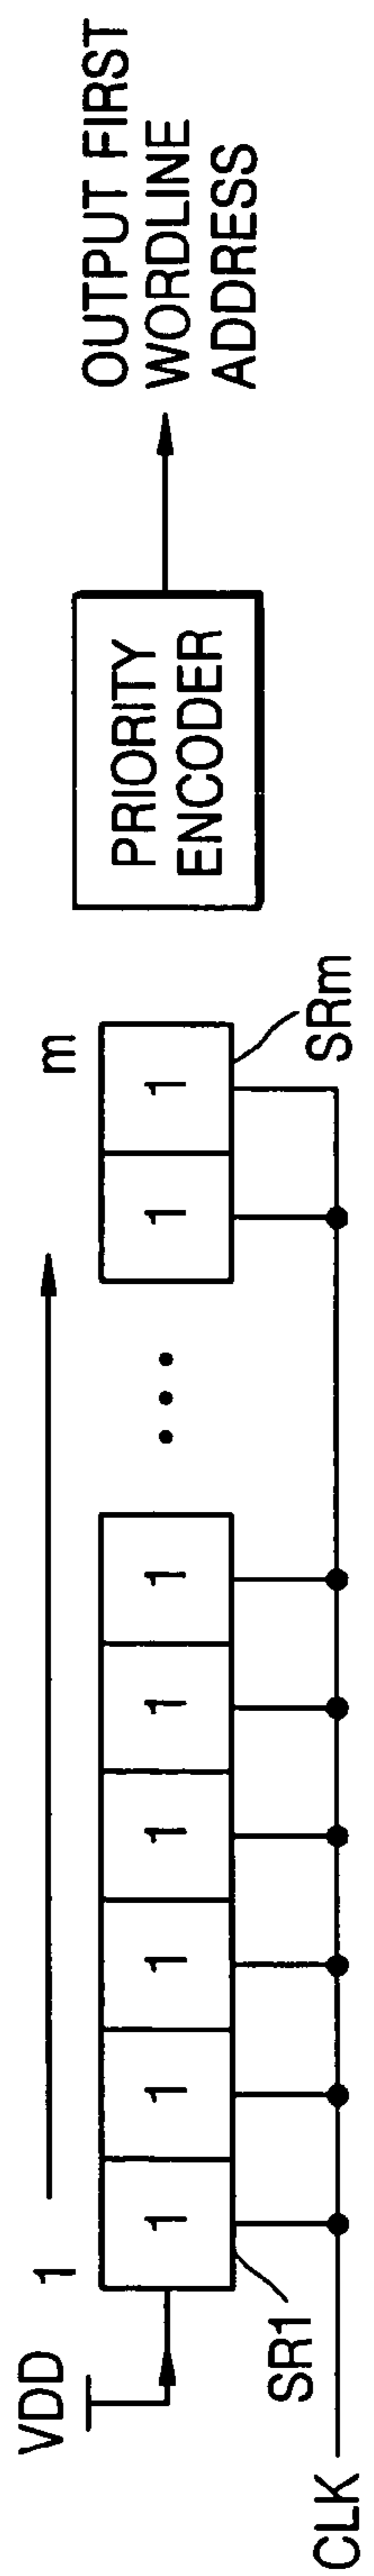 VDD
1
m
1
1
1
1
1
1
1
1
SR1
SRm
CLK
PRIORITY
ENCODER
OUTPUT FIRST
WORDLINE
ADDRESS